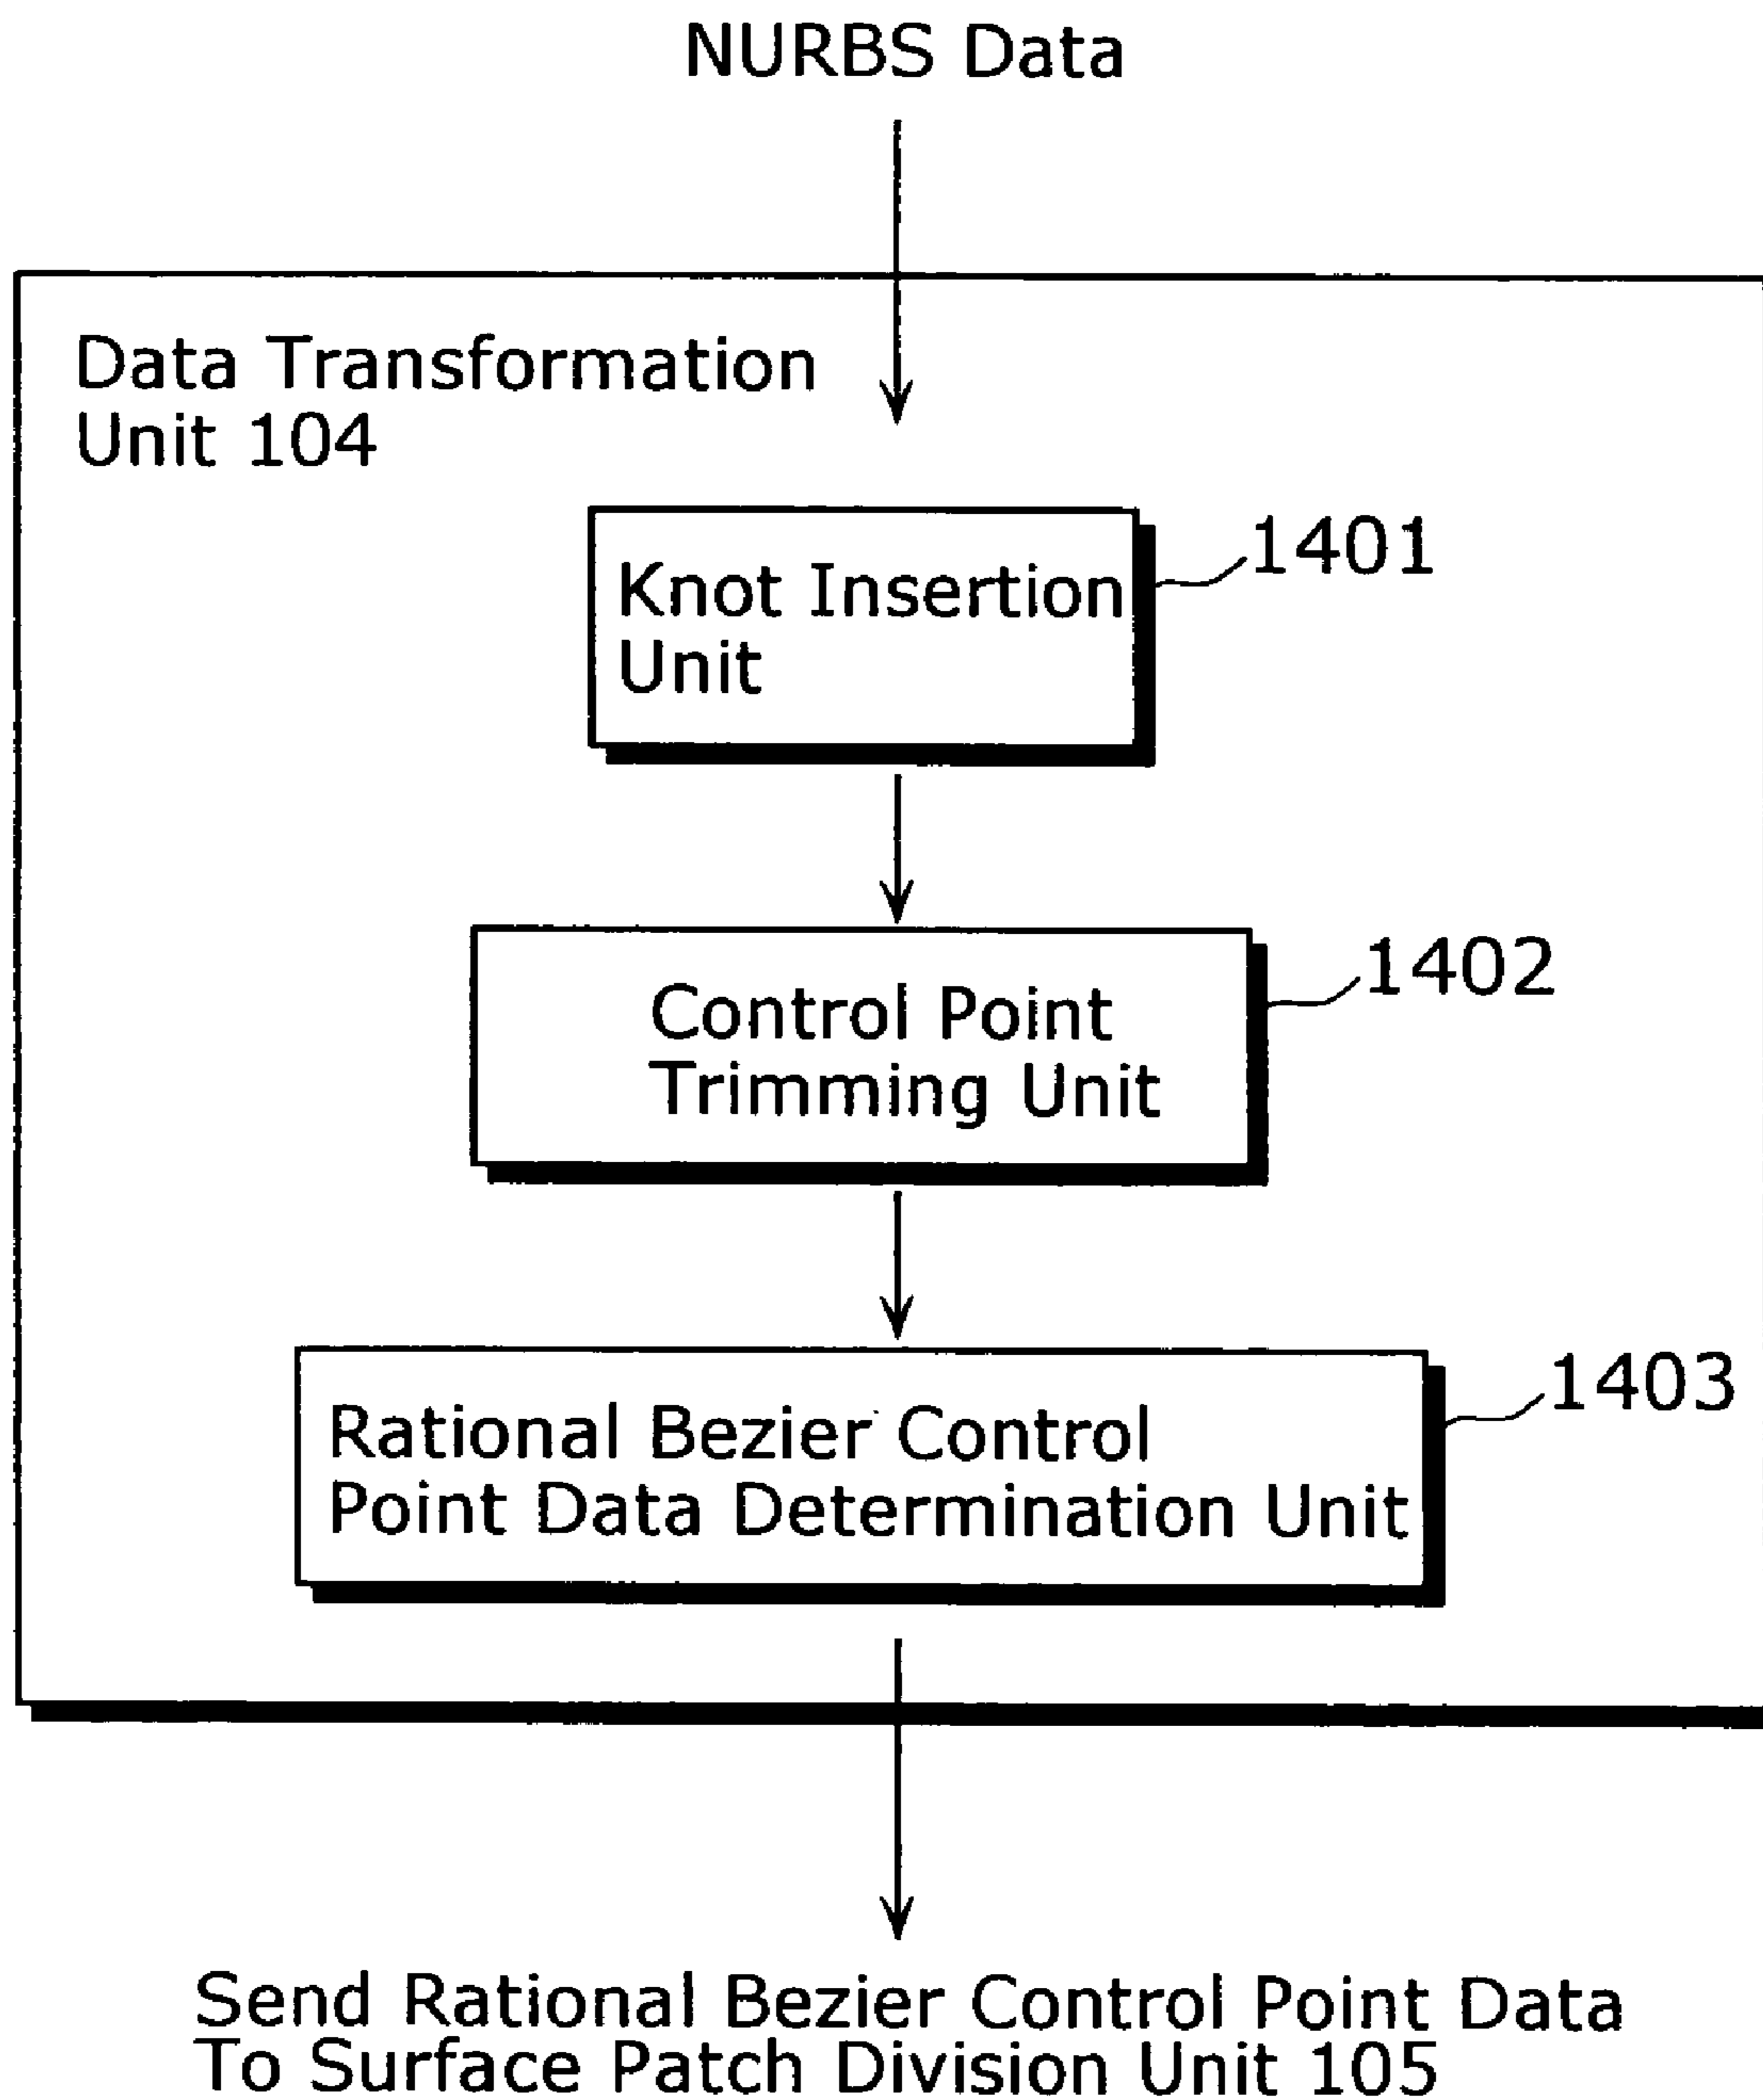 NURBS Data
Data Transformation
Unit 104
Knot Insertion
Unit
1401
Control Point
Trimming Unit
1402
Rational Bezier Control
Point Data Determination Unit
1403
Send Rational Bezier Control Point Data
To Surface Patch Division Unit 105